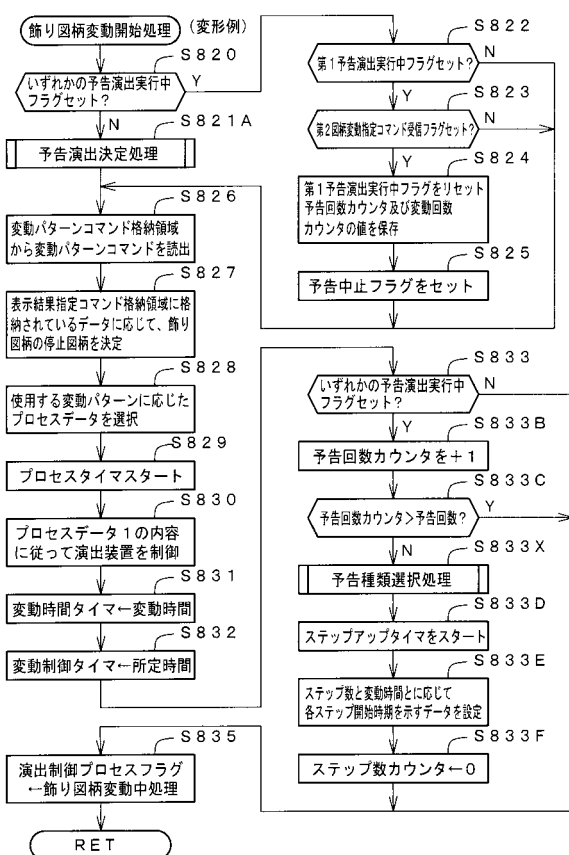 飾り図柄変動開始処理
(変形例)
S820
いずれかの予告演出実行中
フラグセット?
Y
N
S821A
予告演出決定処理
S826
変動パターンコマンド格納領域
から変動パターンコマンドを読出
S827
表示結果指定コマンド格納領域に格
納されているデータに応じて、飾り
図柄の停止図柄を決定
S828
使用する変動パターンに応じた
プロセスデータを選択
S829
プロセスタイマスタート
S830
プロセスデータ1の内容
に従って演出装置を制御
S831
変動時間タイマ←変動時間
S832
変動制御タイマ←所定時間
S822
第1予告演出実行中フラグセット?
N
Y
S823
第2図柄変動指定コマンド受信フラグセット?
N
Y
S824
第1予告演出実行中フラグをリセット
予告回数カウンタ及び変動回数
カウンタの値を保存
S825
予告中止フラグをセット
S833
いずれかの予告演出実行中
フラグセット?
N
Y
S833B
予告回数カウンタを+1
S833C
予告回数カウンタ>予告回数?
Y
N
S833X
予告種類選択処理
S833D
ステップアップタイマをスタート
S833E
ステップ数と変動時間とに応じて
各ステップ開始時期を示すデータを設定
S833F
ステップ数カウンタ←0
S835
演出制御プロセスフラグ
←飾り図柄変動中処理
RET